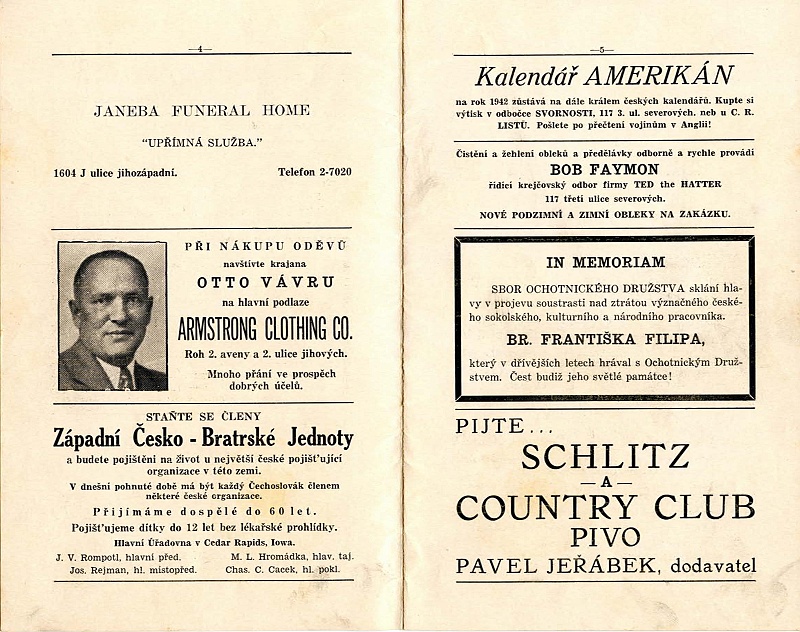 —4—
JANEBA FUNERAL HOME
"UPŘÍMNÁ SLUŽBA."
1604 J ulice jihozápadní. Telefon 2-7020
PŘI NÁKUPU ODĚVŮ
navštivte krajana
OTTO VÁVRU
na hlavní podlaze
ARMSTRONG CLOTHING CO.
Roh 2. aveny a 2. ulice jihových.
Mnoho přání ve prospěch
dobrých účelů.
STAŇTE SE ČLENY
Západní Česko - Bratrské Jednoty
a budete pojištěni na život u největší české pojišťující
organizace v této zemi.
V dnešní pohnuté době má být každý Čechoslovák členem
některé české organizace.
Přijímáme dospělé do 60 let.
Pojišťujeme dítky do 12 let bez lékařské prohlídky.
Hlavní Úřadovna v Cedar Rapids, Iowa.
J. V. Rompotl, hlavní před. M. L. Hromádka, hlav. taj.
Jos. Rejman, hl. místopřed. Chas. C. Cacek, hl. pokl.
—5—
Kalendář AMERIKÁN
na rok 1942 zůstává na dále králem českých kalendářů. Kupte si
výtisk v odbočce SVORNOSTI, 117 3. ul. severových. neb u C. R.
LISTŮ. Pošlete po přečtení vojínům v Anglii!
Čistění a žehlení obleků a předělávky odborně a rychle provádí
BOB FAYMON
řídící krejčovský odbor firmy TED the HATTER
117 třetí ulice severových.
NOVÉ PODZIMNÍ A ZIMNÍ OBLEKY NA ZAKÁZKU.
IN MEMORIAM
SBOR OCHOTNICKÉHO DRUŽSTVA sklání hla-
vy v projevu soustrasti nad ztrátou význačného české-
ho sokolského, kulturního a národního pracovníka.
BR. FRANTIŠKA FILIPA,
který v dřívějších letech hrával s Ochotnickým Druž-
stvem. Čest budiž jeho světlé památce!
PIJTE...
SCHLITZ
—A—
COUNTRY CLUB
PIVO
PAVEL JEŘÁBEK, dodavatel